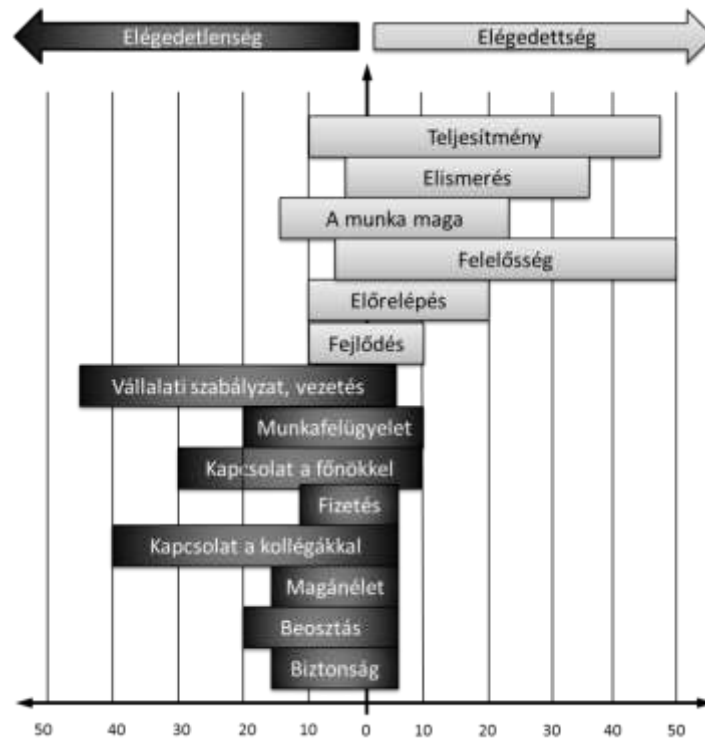 Elégedetlenség Elégedettség
Teljesítmény
Elismerés
A munka maga
Felelősség
Előrelépés
Fejlődés
Vállalati szabályzat, vezetés
Munkafelügyelet
Kapcsolat a főnökkel
Fizetés
Kapcsolat a kollégákkal
Magánélet
Beosztás
Biztonság
50 40 30 20 10 0 10 20 30 40 50